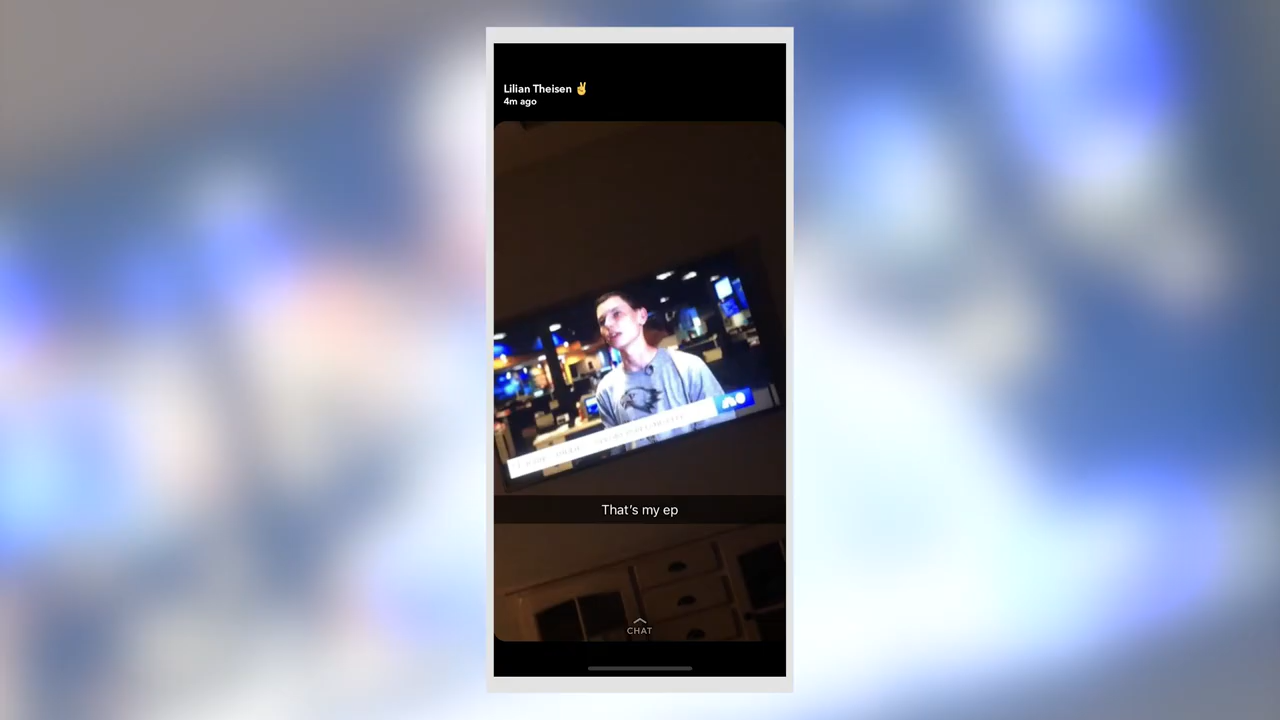 Lilian Theisen ✌️
4m ago
That's my ep
CHAT